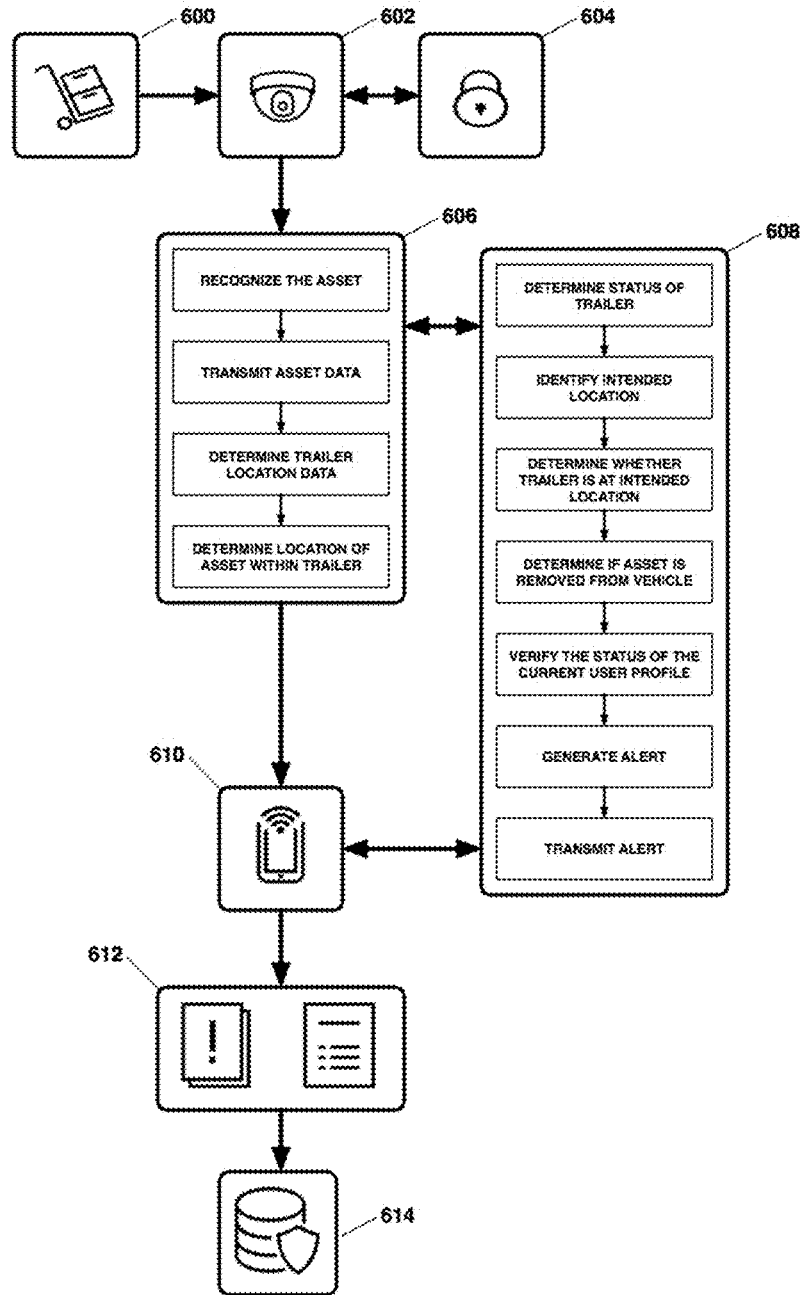 600
602
604
606
RECOGNIZE THE ASSET
TRANSMIT ASSET DATA
DETERMINE TRAILER
LOCATION DATA
DETERMINE LOCATION OF
ASSET WITHIN TRAILER
608
DETERMINE STATUS OF
TRAILER
IDENTIFY INTENDED
LOCATION
DETERMINE WHETHER
TRAILER IS AT INTENDED
LOCATION
DETERMINE IF ASSET IS
REMOVED FROM VEHICLE
VERIFY THE STATUS OF THE
CURRENT USER PROFILE
GENERATE ALERT
TRANSMIT ALERT
610
612
614